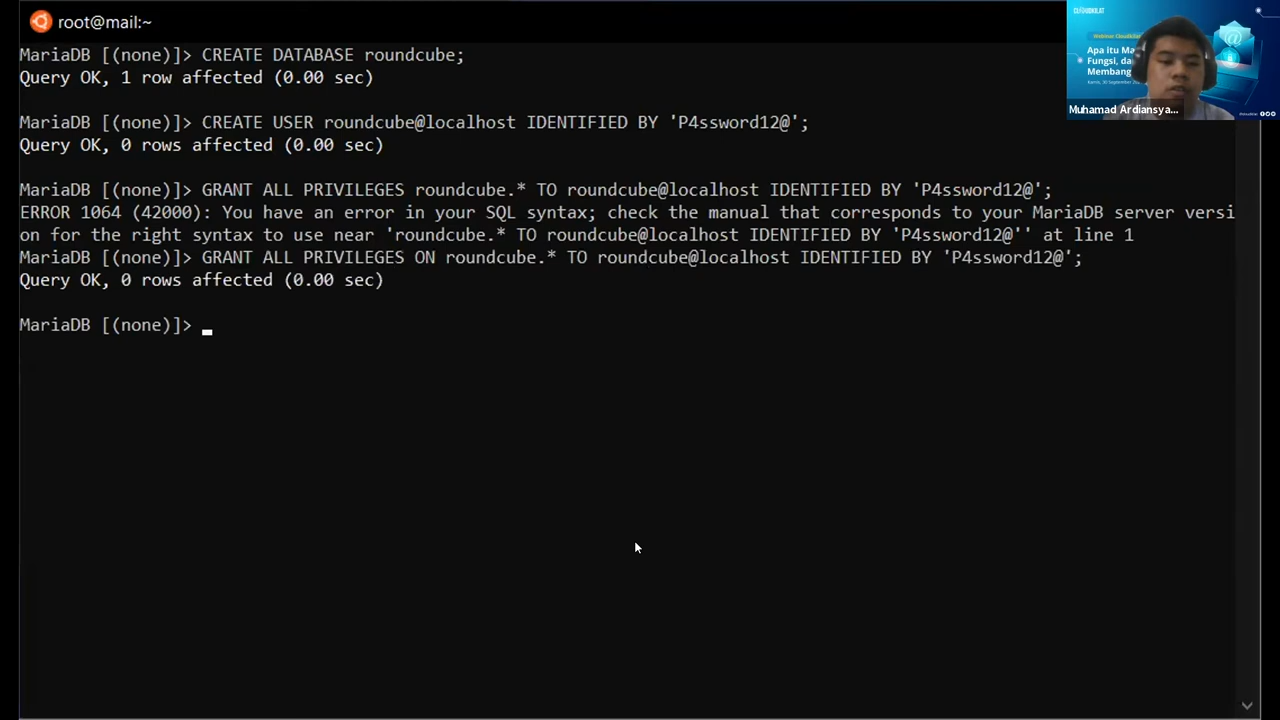 root@mail:~
MariaDB [(none)]> CREATE DATABASE roundcube;
Query OK, 1 row affected (0.00 sec)
MariaDB [(none)]> CREATE USER roundcube@localhost IDENTIFIED BY 'P4ssword12@';
Query OK, 0 rows affected (0.00 sec)
MariaDB [(none)]> GRANT ALL PRIVILEGES roundcube.* TO roundcube@localhost IDENTIFIED BY 'P4ssword12@';
ERROR 1064 (42000): You have an error in your SQL syntax; check the manual that corresponds to your MariaDB server versi
on for the right syntax to use near 'roundcube.* TO roundcube@localhost IDENTIFIED BY 'P4ssword12@'' at line 1
MariaDB [(none)]> GRANT ALL PRIVILEGES ON roundcube.* TO roundcube@localhost IDENTIFIED BY 'P4ssword12@';
Query OK, 0 rows affected (0.00 sec)
MariaDB [(none)]>
CLOUDKILAT
Apa itu Ma
Fungsi, da
Membang
Muhamad Ardiansya...